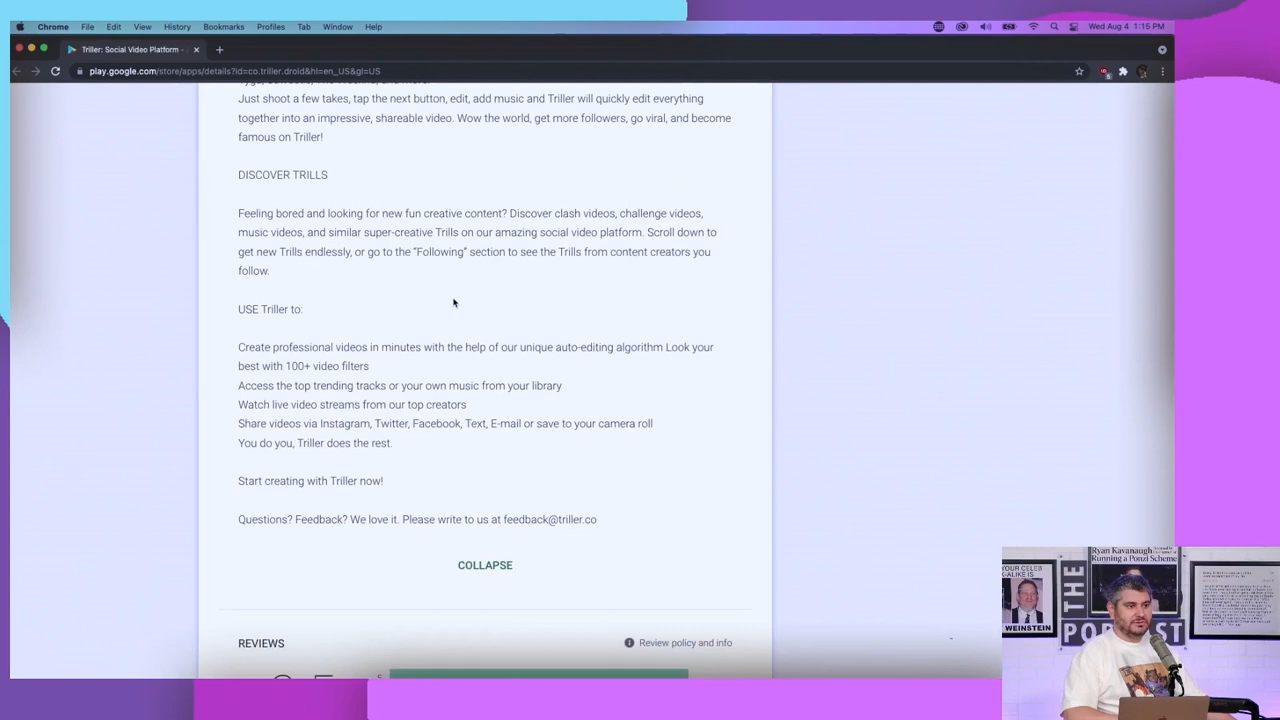 Chrome File Edit View History Bookmarks Profiles Tab Window Help
Wed Aug 4 1:15 PM
Triller: Social Video Platform -
play.google.com/store/apps/details?id=co.triller.droid&hl=en_US&gl=US
Just shoot a few takes, tap the next button, edit, add music and Triller will quickly edit everything
together into an impressive, shareable video. Wow the world, get more followers, go viral, and become
famous on Triller!
DISCOVER TRILLS
Feeling bored and looking for new fun creative content? Discover clash videos, challenge videos,
music videos, and similar super-creative Trills on our amazing social video platform. Scroll down to
get new Trills endlessly, or go to the “Following” section to see the Trills from content creators you
follow.
USE Triller to:
Create professional videos in minutes with the help of our unique auto-editing algorithm Look your
best with 100+ video filters
Access the top trending tracks or your own music from your library
Watch live video streams from our top creators
Share videos via Instagram, Twitter, Facebook, Text, E-mail or save to your camera roll
You do you, Triller does the rest.
Start creating with Triller now!
Questions? Feedback? We love it. Please write to us at feedback@triller.co
COLLAPSE
REVIEWS
Review policy and info
5
Ryan Kavanaugh
Running a Ponzi Scheme
YOUR CELEB
K-ALIKE IS
WEINSTEIN
THE
PODCAST